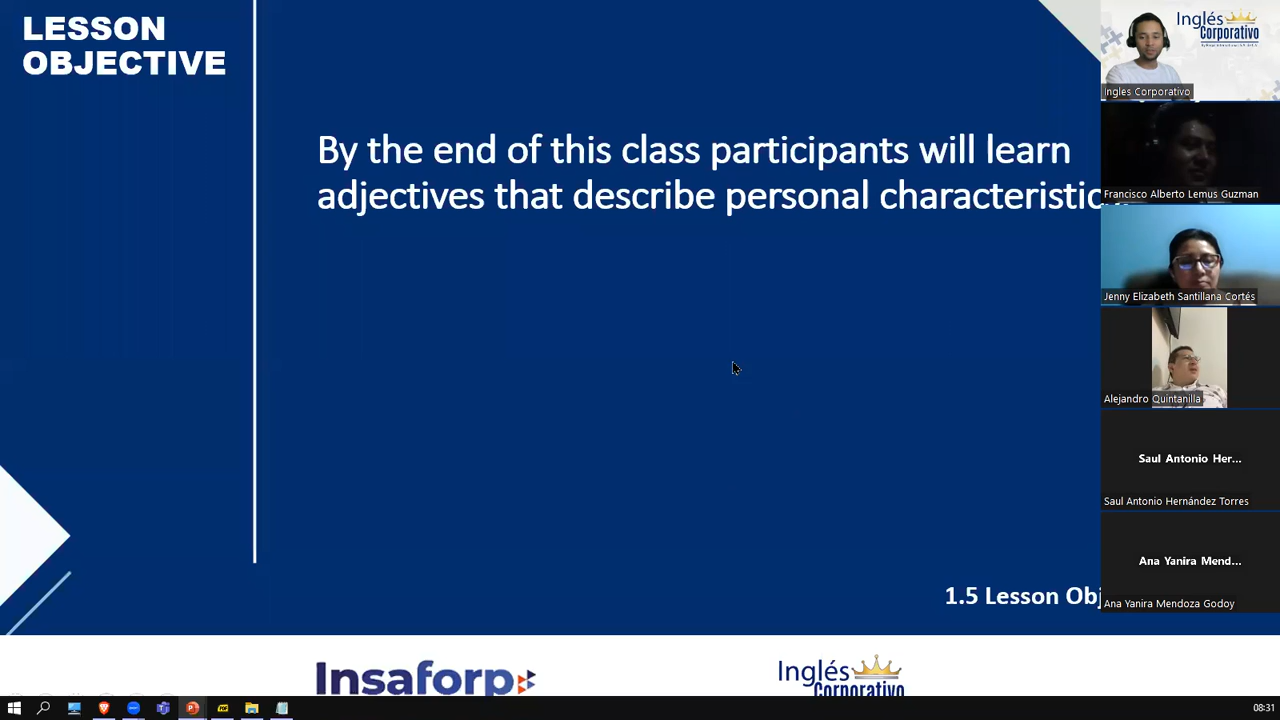 LESSON
OBJECTIVE
By the end of this class participants will learn
adjectives that describe personal characteristic
1.5 Lesson Obj
Insaforp
Inglés
Corporativo
Inglés
Corporativo
Ingles Corporativo
Francisco Alberto Lemus Guzman
Jenny Elizabeth Santillana Cortés
Alejandro Quintanilla
Saul Antonio Her...
Saul Antonio Hernández Torres
Ana Yanira Mend...
Ana Yanira Mendoza Godoy
08:31